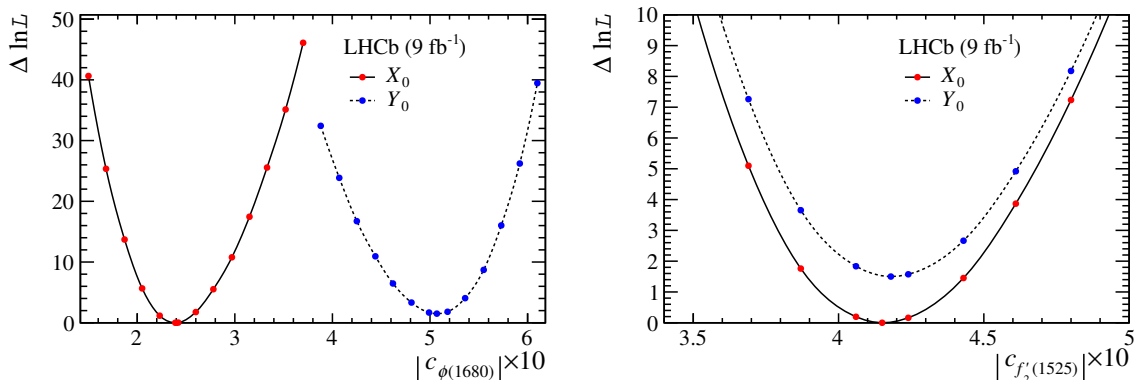 Δ ln L
50
40
30
20
10
0
LHCb (9 fb⁻¹)
X₀
Y₀
2 3 4 5 6
|c_ϕ(1680)|×10
Δ ln L
10
9
8
7
6
5
4
3
2
1
0
LHCb (9 fb⁻¹)
X₀
Y₀
3.5 4 4.5 5
|c_f₂′(1525)|×10